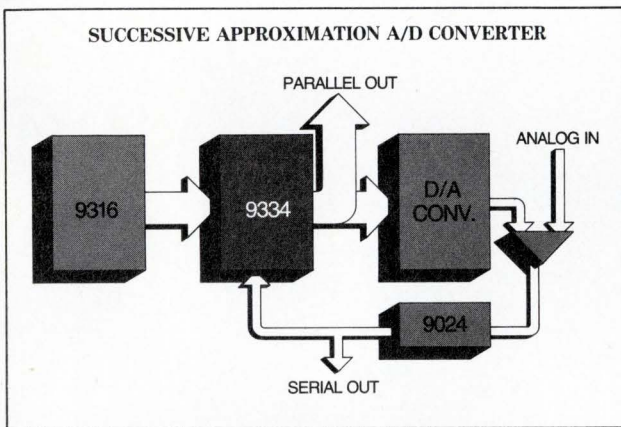 SUCCESSIVE APPROXIMATION A/D CONVERTER
PARALLEL OUT
ANALOG IN
9316
9334
D/A
CONV.
9024
SERIAL OUT